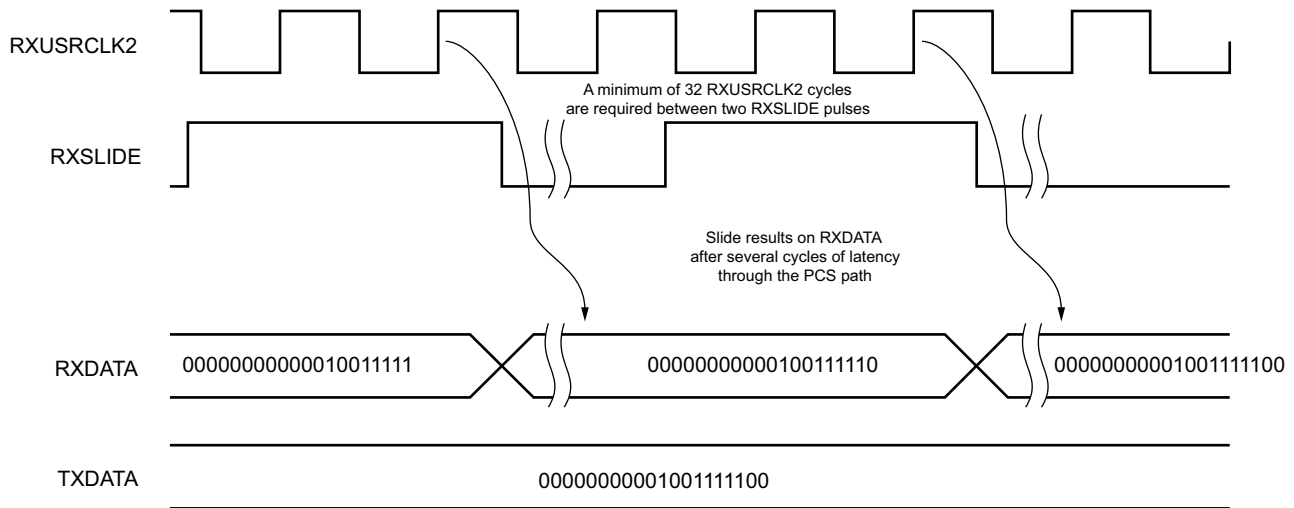 RXUSRCLK2
A minimum of 32 RXUSRCLK2 cycles
are required between two RXSLIDE pulses
RXSLIDE
Slide results on RXDATA
after several cycles of latency
through the PCS path
RXDATA
00000000000010011111
00000000000100111110
00000000001001111100
TXDATA
00000000001001111100